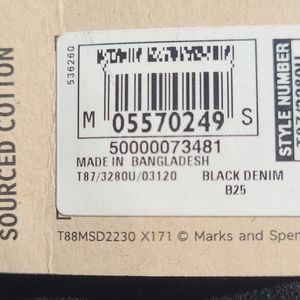 SOURCED COTTON
536260
M 05570249 S
50000073481
MADE IN BANGLADESH
T87/3280U/03120 BLACK DENIM
B25
STYLE NUMBER
T88MSD2230 X171 © Marks and Spen